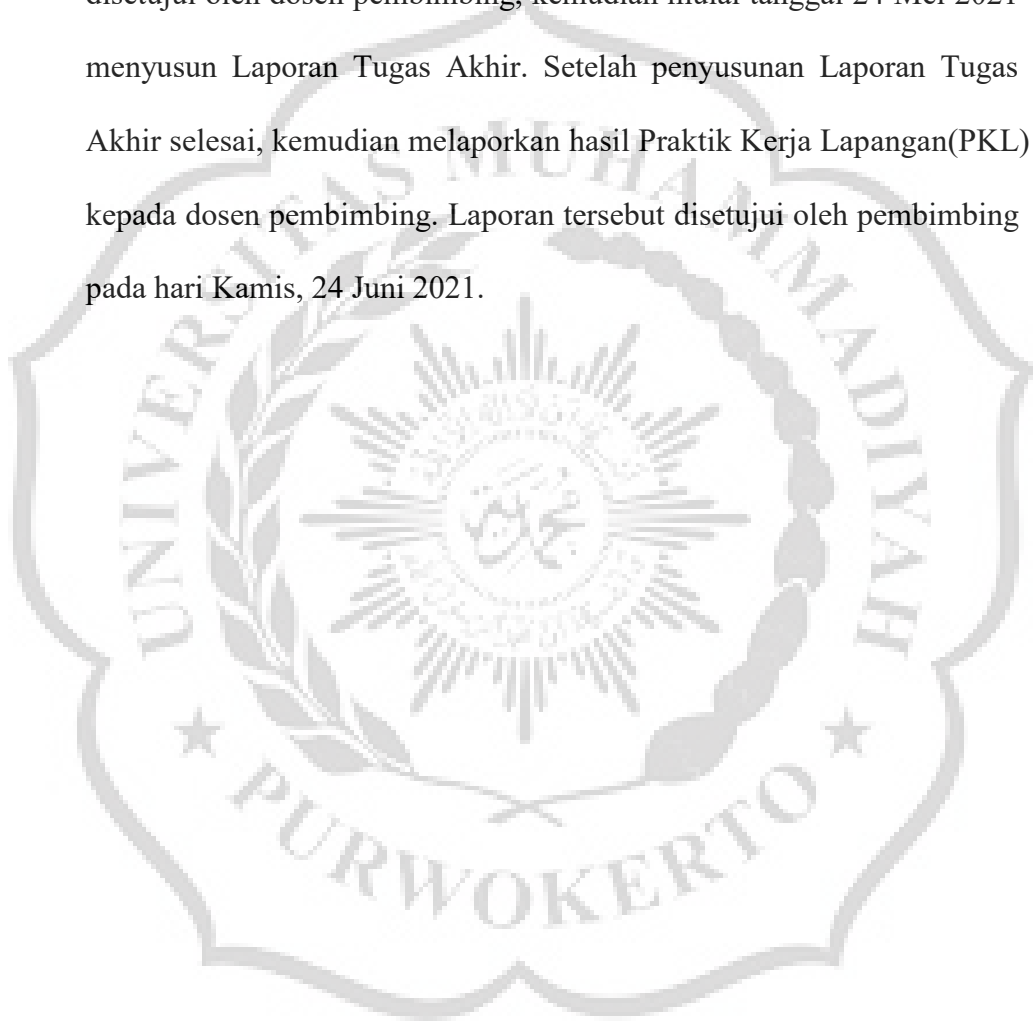 disetujui oleh dosen pembimbing, kemudian mulai tanggal 24 Mei 2021
menyusun Laporan Tugas Akhir. Setelah penyusunan Laporan Tugas
Akhir selesai, kemudian melaporkan hasil Praktik Kerja Lapangan(PKL)
kepada dosen pembimbing. Laporan tersebut disetujui oleh pembimbing
pada hari Kamis, 24 Juni 2021.
UNIVERSITAS MUHAMMADIYAH
PURWOKERTO